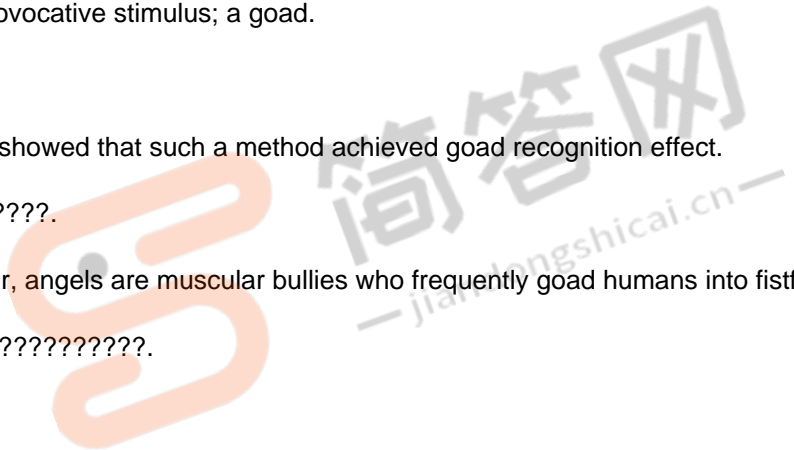 ovocative stimulus; a goad.
showed that such a method achieved goad recognition effect.
????.
r, angels are muscular bullies who frequently goad humans into fistf
??????????.
简答网
jiandongshicai.cn